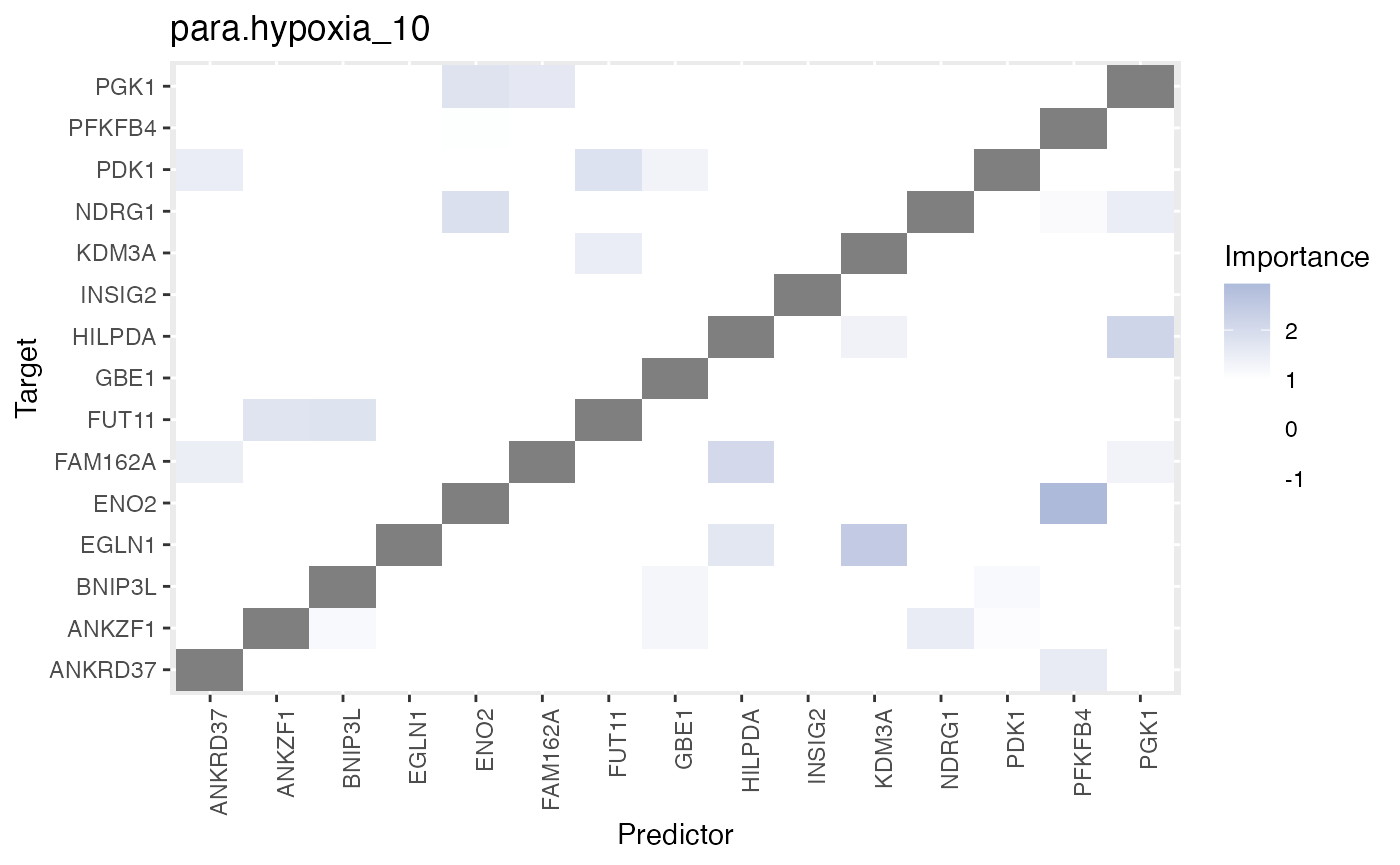 para.hypoxia_10
PGK1
PFKFB4
PDK1
NDRG1
KDM3A
INSIG2
HILPDA
GBE1
FUT11
FAM162A
ENO2
EGLN1
BNIP3L
ANKZF1
ANKRD37
Target
ANKRD37
ANKZF1
BNIP3L
EGLN1
ENO2
FAM162A
FUT11
GBE1
HILPDA
INSIG2
KDM3A
NDRG1
PDK1
PFKFB4
PGK1
Predictor
Importance
2
1
0
-1